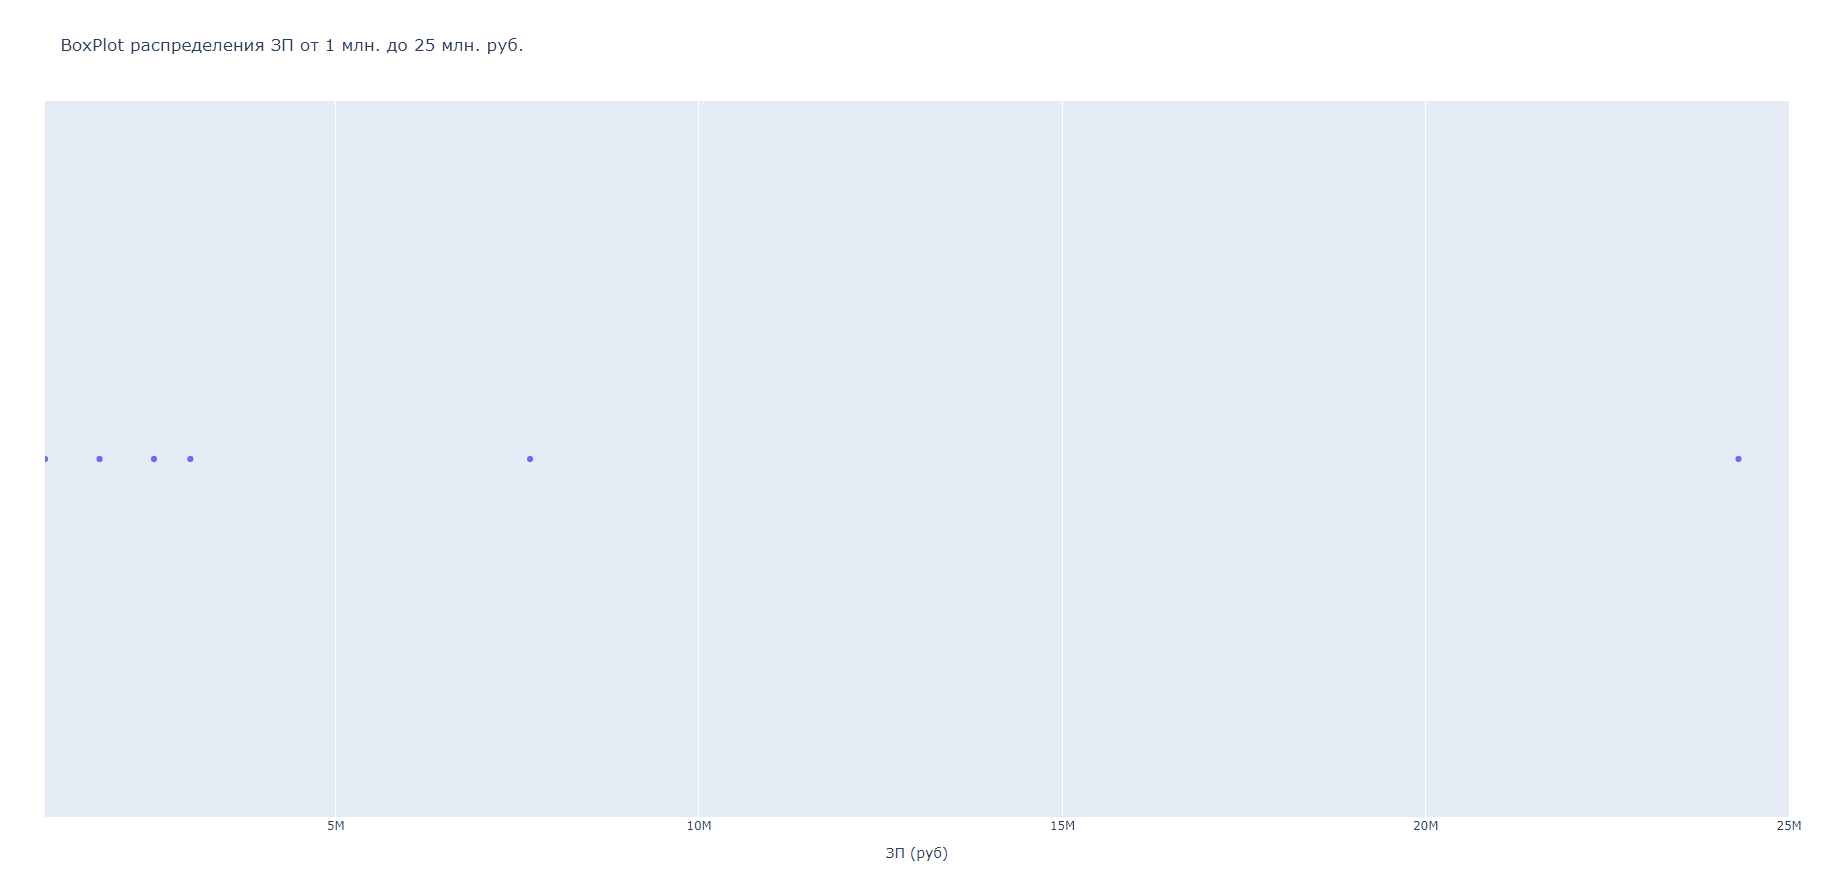 BoxPlot распределения ЗП от 1 млн. до 25 млн. руб.
5M
10M
15M
20M
25M
ЗП (руб)